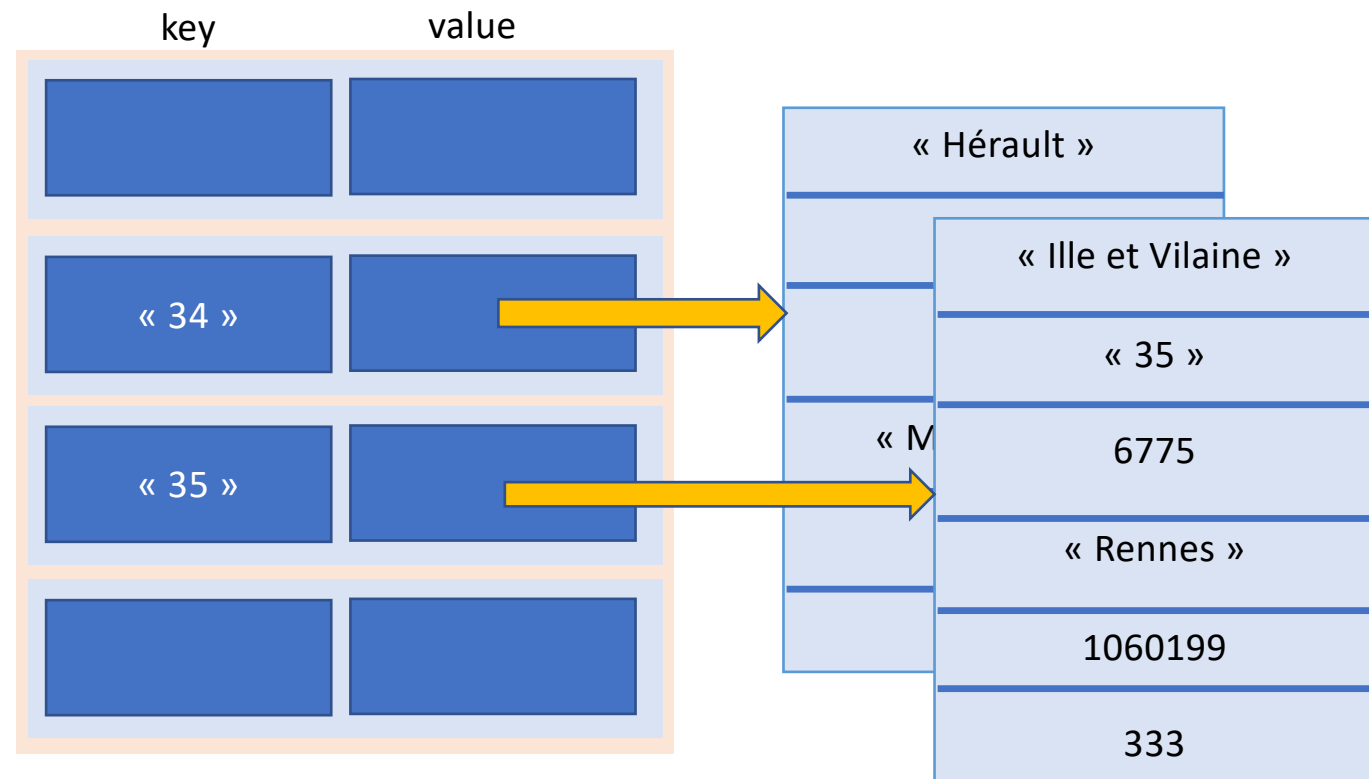 key value
« 34 »
« 35 »
« Hérault »
« M
« Ille et Vilaine »
« 35 »
6775
« Rennes »
1060199
333